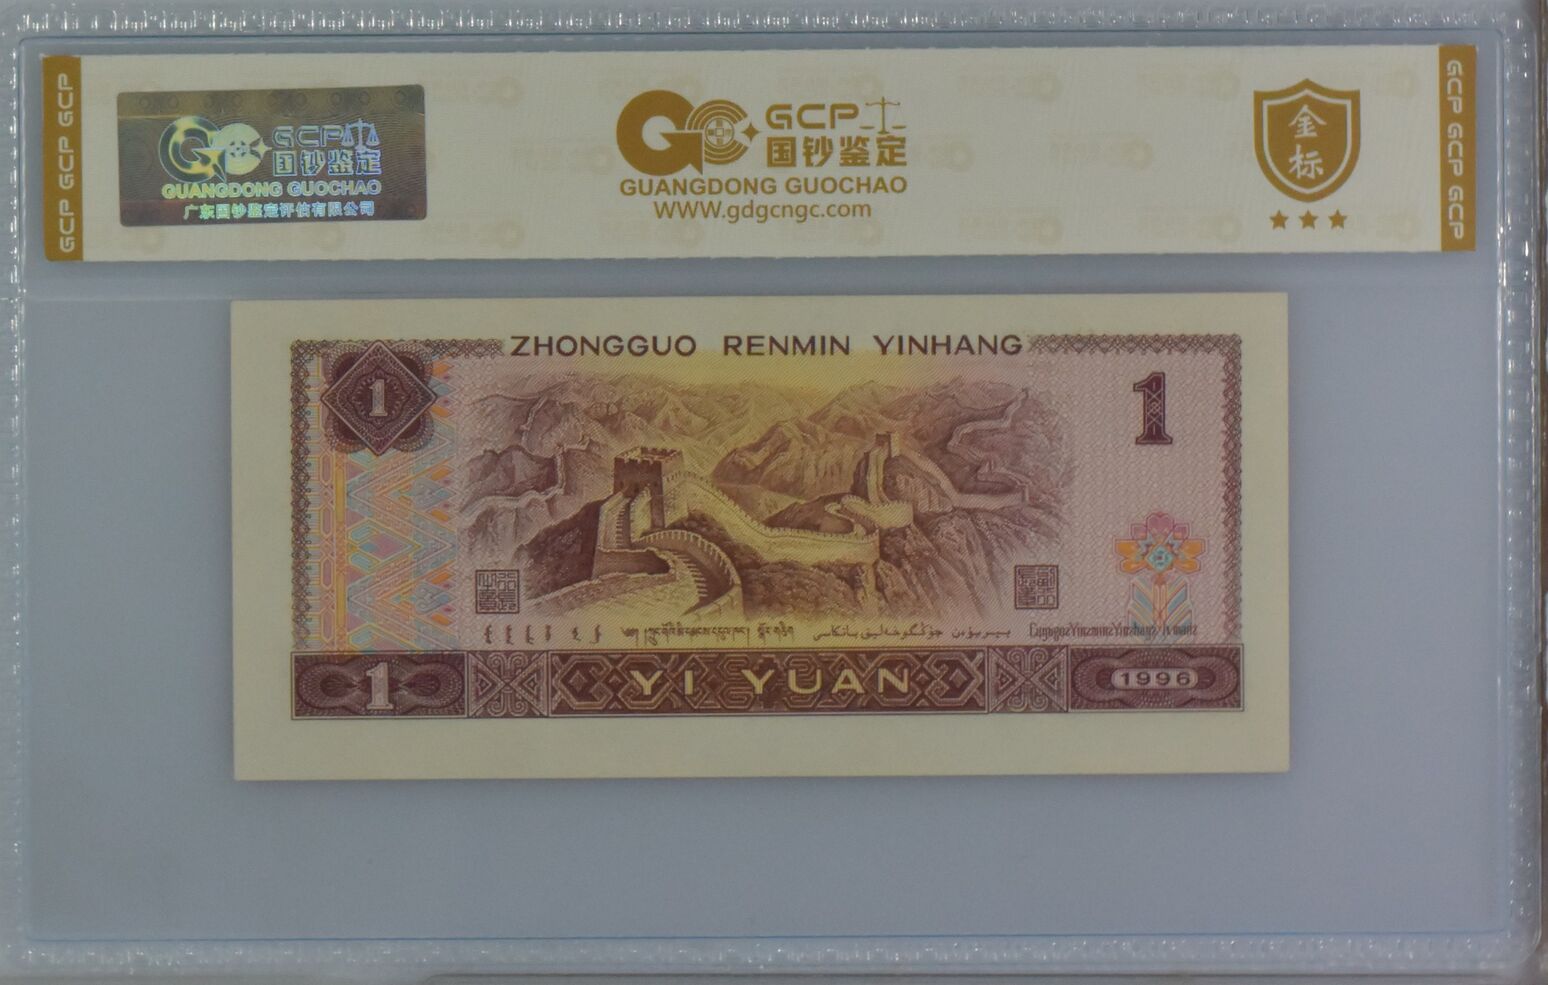 GCP GCP GCP
GCP 国钞鉴定
GUANGDONG GUOCHAO
广东国钞鉴定评估有限公司
GCP
国钞鉴定
GUANGDONG GUOCHAO
WWW.gdgcngc.com
金标
GCP GCP GCP
ZHONGGUO RENMIN YINHANG
1
1
1
YI YUAN
1996